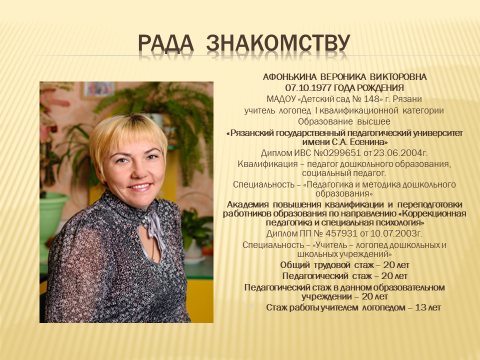 РАДА ЗНАКОМСТВУ
АФОНЬКИНА ВЕРОНИКА ВИКТОРОВНА
07.10.1977 ГОДА РОЖДЕНИЯ
МАДОУ «Детский сад № 148» г. Рязани
учитель логопед I квалификационной категории
Образование высшее
«Рязанский государственный педагогический университет
имени С.А. Есенина»
Диплом ИВС №0299651 от 23.06.2004г.
Квалификация – педагог дошкольного образования,
социальный педагог.
Специальность – «Педагогика и методика дошкольного
образования»
Академия повышения квалификации и переподготовки
работников образования по направлению «Коррекционная
педагогика и специальная психология»
Диплом ПП № 457931 от 10.07.2003г.
Специальность – «Учитель – логопед дошкольных и
школьных учреждений»
Общий трудовой стаж – 20 лет
Педагогический стаж – 20 лет
Педагогический стаж в данном образовательном
учреждении – 20 лет
Стаж работы учителем логопедом – 13 лет